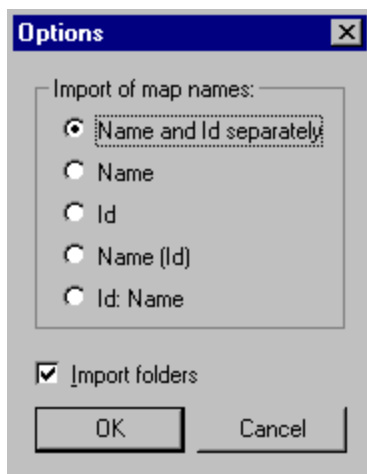 Options
Import of map names:
Name and Id separately
Name
Id
Name (Id)
Id: Name
Import folders
OK
Cancel